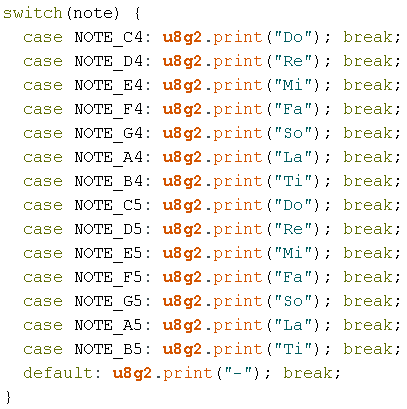 switch(note) {
  case NOTE_C4: u8g2.print("Do"); break;
  case NOTE_D4: u8g2.print("Re"); break;
  case NOTE_E4: u8g2.print("Mi"); break;
  case NOTE_F4: u8g2.print("Fa"); break;
  case NOTE_G4: u8g2.print("So"); break;
  case NOTE_A4: u8g2.print("La"); break;
  case NOTE_B4: u8g2.print("Ti"); break;
  case NOTE_C5: u8g2.print("Do"); break;
  case NOTE_D5: u8g2.print("Re"); break;
  case NOTE_E5: u8g2.print("Mi"); break;
  case NOTE_F5: u8g2.print("Fa"); break;
  case NOTE_G5: u8g2.print("So"); break;
  case NOTE_A5: u8g2.print("La"); break;
  case NOTE_B5: u8g2.print("Ti"); break;
  default: u8g2.print("-"); break;
}